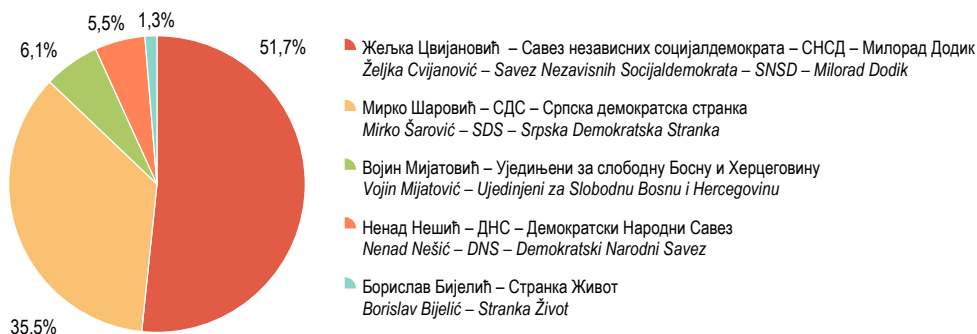 1,3%
5,5%
6,1%
51,7%
35,5%
Жељка Цвијановић – Савез независних социјалдемократа – СНСД – Милорад Додик
Željka Cvijanović – Savez Nezavisnih Socijaldemokrata – SNSD – Milorad Dodik
Мирко Шаровић – СДС – Српска демократска странка
Mirko Šarović – SDS – Srpska Demokratska Stranka
Војин Мијатовић – Уједињени за слободну Босну и Херцеговину
Vojin Mijatović – Ujedinjeni za Slobodnu Bosnu i Hercegovinu
Ненад Нешић – ДНС – Демократски Народни Савез
Nenad Nešić – DNS – Demokratski Narodni Savez
Борислав Бијелић – Странка Живот
Borislav Bijelić – Stranka Život